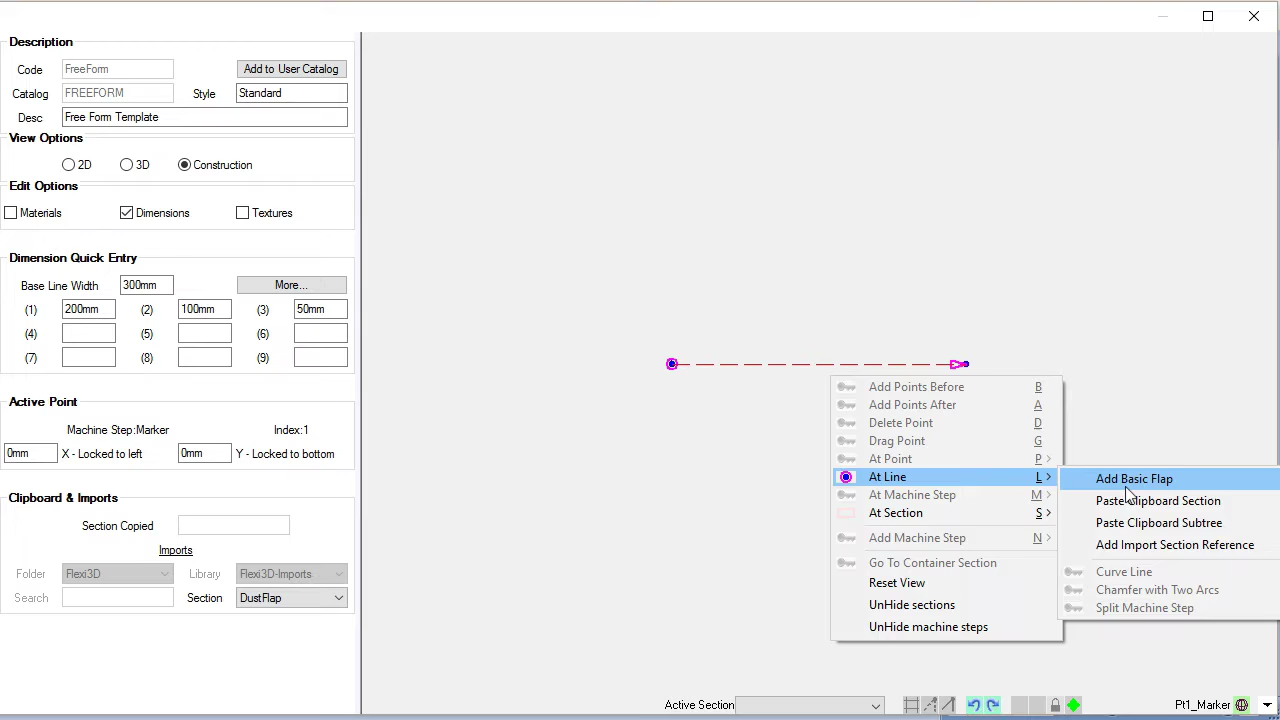 Description
Code FreeForm Add to User Catalog
Catalog FREEFORM Style Standard
Desc Free Form Template
View Options
2D 3D Construction
Edit Options
Materials Dimensions Textures
Dimension Quick Entry
Base Line Width 300mm More...
(1) 200mm (2) 100mm (3) 50mm
(4) (5) (6)
(7) (8) (9)
Active Point
Machine Step:Marker Index:1
0mm X - Locked to left 0mm Y - Locked to bottom
Clipboard & Imports
Section Copied
Imports
Folder Flexi3D Library Flexi3D-Imports
Search Section DustFlap
Add Points Before B
Add Points After A
Delete Point D
Drag Point G
At Point P
At Line L
At Machine Step M
At Section S
Add Machine Step N
Go To Container Section
Reset View
UnHide sections
UnHide machine steps
Add Basic Flap
Paste Clipboard Section
Paste Clipboard Subtree
Add Import Section Reference
Curve Line
Chamfer with Two Arcs
Split Machine Step
Active Section Pt1_Marker